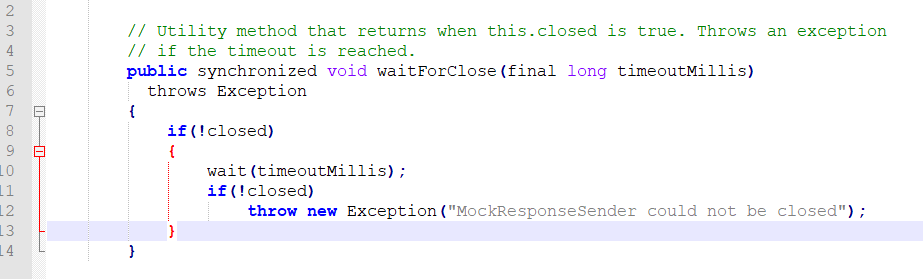 2
3 // Utility method that returns when this.closed is true. Throws an exception
4 // if the timeout is reached.
5 public synchronized void waitForClose(final long timeoutMillis)
6 throws Exception
7 {
8 if(!closed)
9 {
10 wait(timeoutMillis);
11 if(!closed)
12 throw new Exception("MockResponseSender could not be closed");
13 }
14 }